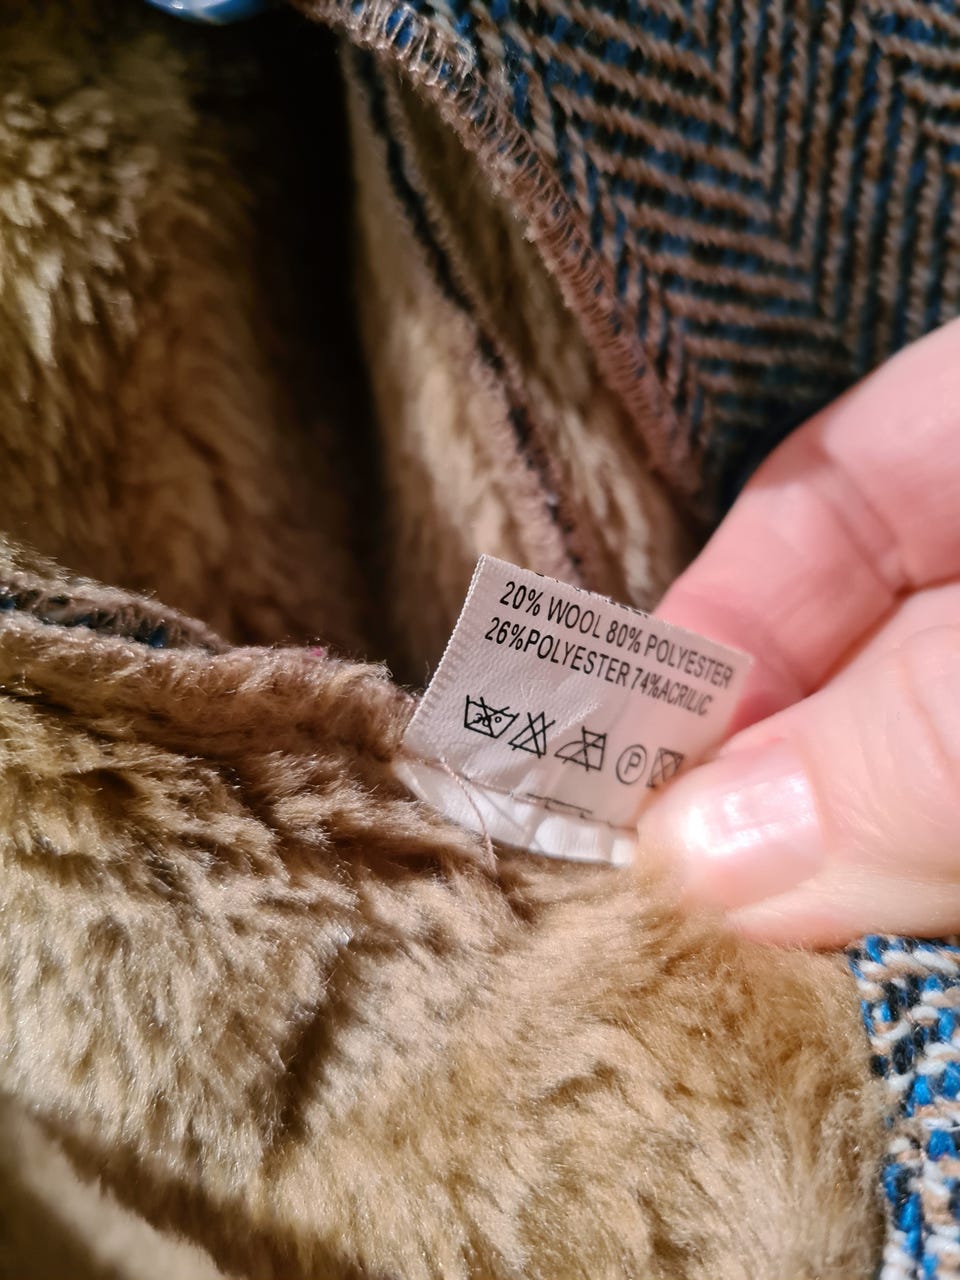 20% WOOL 80% POLYESTER
26%POLYESTER 74%ACRILIC
P